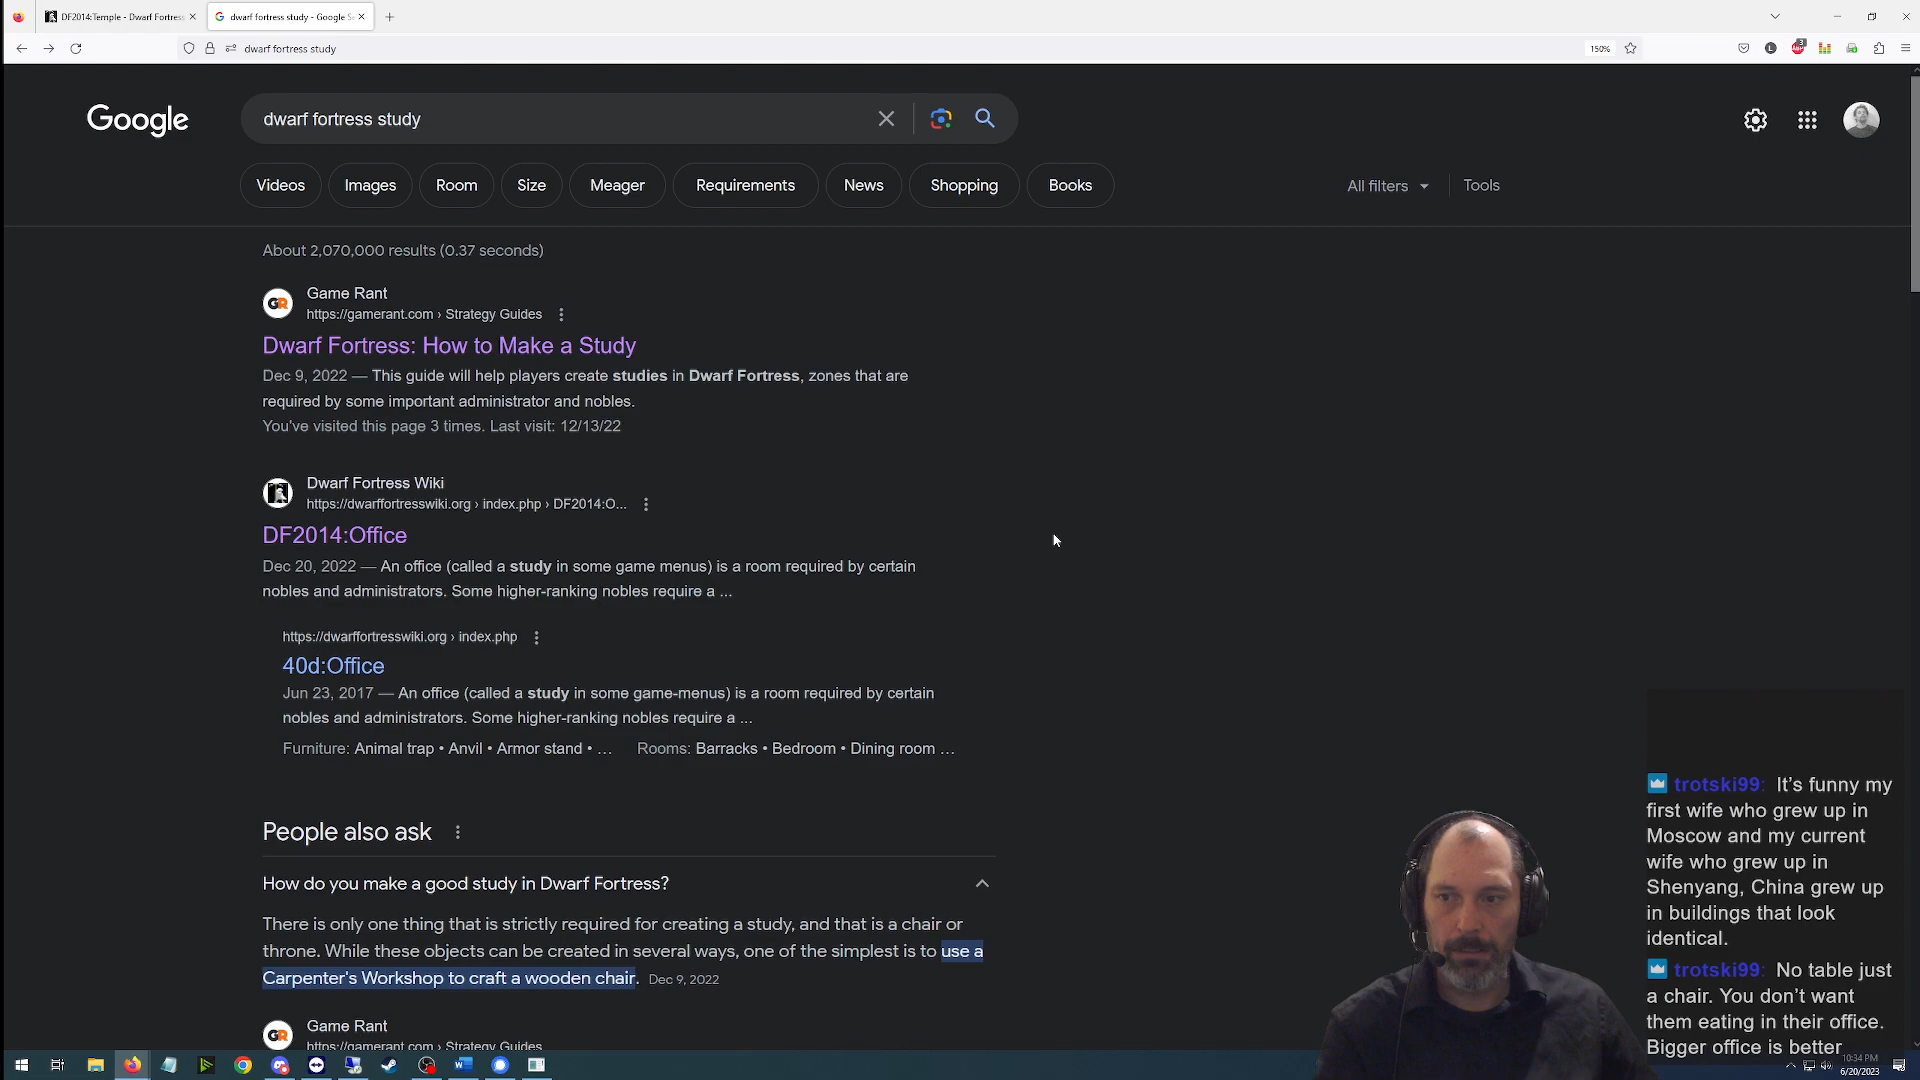 DF2014:Temple - Dwarf Fortress
dwarf fortress study - Google Se
dwarf fortress study
150%
3
Google
dwarf fortress study
Videos
Images
Room
Size
Meager
Requirements
News
Shopping
Books
All filters
Tools
About 2,070,000 results (0.37 seconds)
GR
Game Rant
https://gamerant.com › Strategy Guides
Dwarf Fortress: How to Make a Study
Dec 9, 2022 — This guide will help players create studies in Dwarf Fortress, zones that are
required by some important administrator and nobles.
You've visited this page 3 times. Last visit: 12/13/22
Dwarf Fortress Wiki
https://dwarffortresswiki.org › index.php › DF2014:O...
DF2014:Office
Dec 20, 2022 — An office (called a study in some game menus) is a room required by certain
nobles and administrators. Some higher-ranking nobles require a ...
https://dwarffortresswiki.org › index.php
40d:Office
Jun 23, 2017 — An office (called a study in some game-menus) is a room required by certain
nobles and administrators. Some higher-ranking nobles require a ...
Furniture: Animal trap • Anvil • Armor stand • ... Rooms: Barracks • Bedroom • Dining room ...
People also ask
How do you make a good study in Dwarf Fortress?
There is only one thing that is strictly required for creating a study, and that is a chair or
throne. While these objects can be created in several ways, one of the simplest is to use a
Carpenter's Workshop to craft a wooden chair. Dec 9, 2022
GR
Game Rant
https://gamerant.com › Strategy Guides
trotski99: It's funny my
first wife who grew up in
Moscow and my current
wife who grew up in
Shenyang, China grew up
in buildings that look
identical.
trotski99: No table just
a chair. You don't want
them eating in their office.
Bigger office is better
10:34 PM
6/20/2023